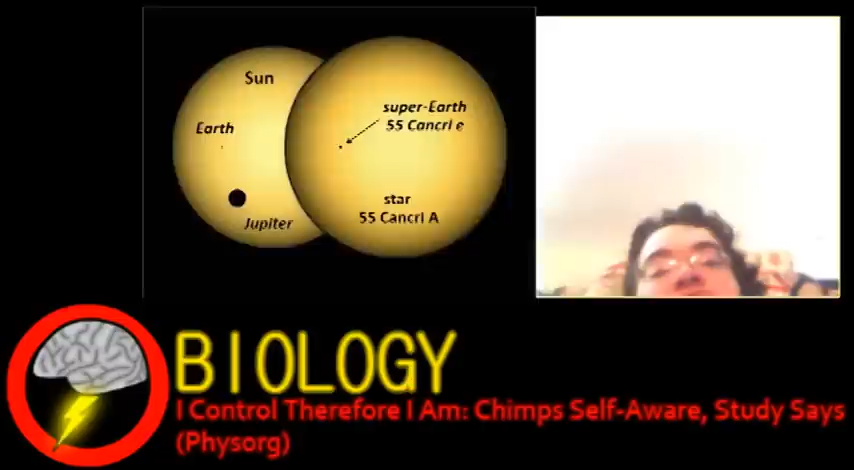 Sun
Earth
Jupiter
super-Earth
55 Cancri e
star
55 Cancri A
BIOLOGY
I Control Therefore I Am: Chimps Self-Aware, Study Says
(Physorg)